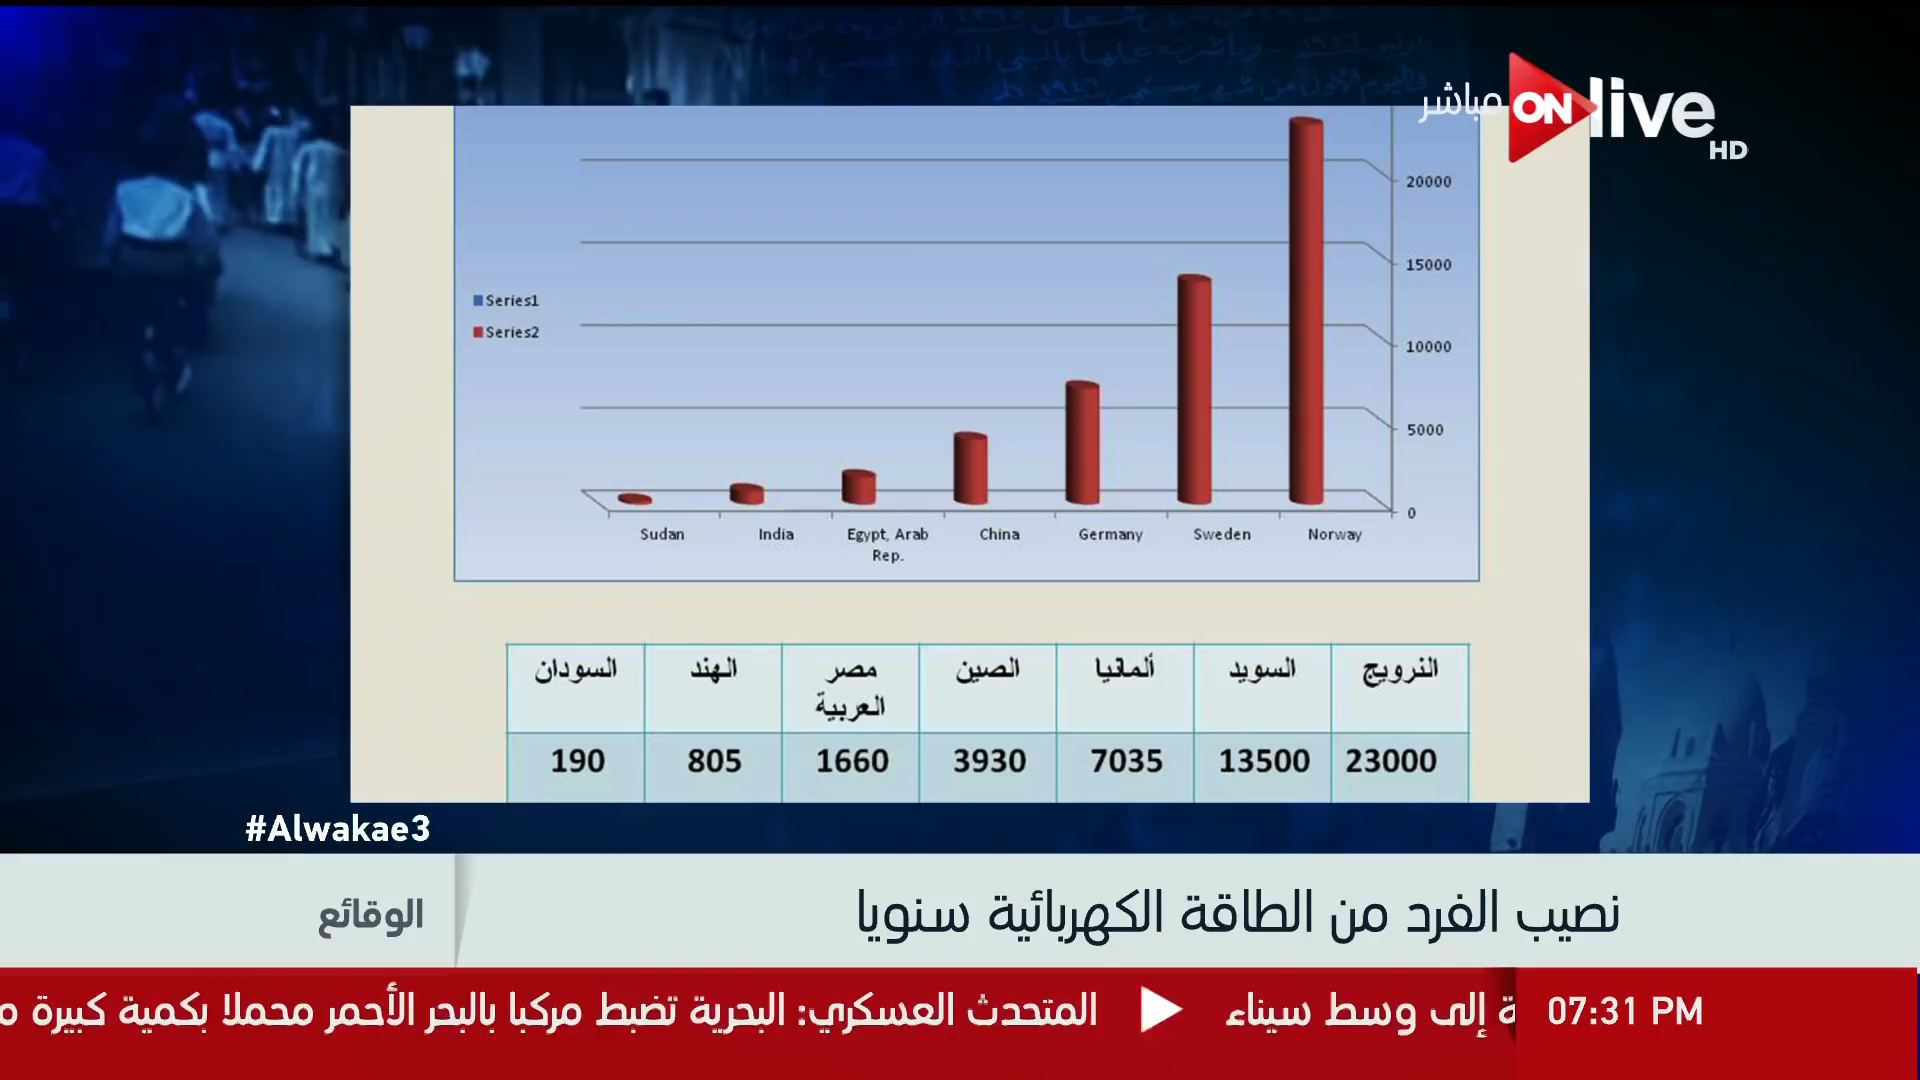 مباشر ON live
HD
20000
15000
10000
5000
0
Series1
Series2
Sudan India Egypt, Arab Rep. China Germany Sweden Norway
النرويج السويد ألمانيا الصين مصر العربية الهند السودان
23000 13500 7035 3930 1660 805 190
#Alwakae3
نصيب الفرد من الطاقة الكهربائية سنويا
الوقائع
07:31 PM
إلى وسط سيناء
المتحدث العسكري: البحرية تضبط مركبا بالبحر الأحمر محملا بكمية كبيرة